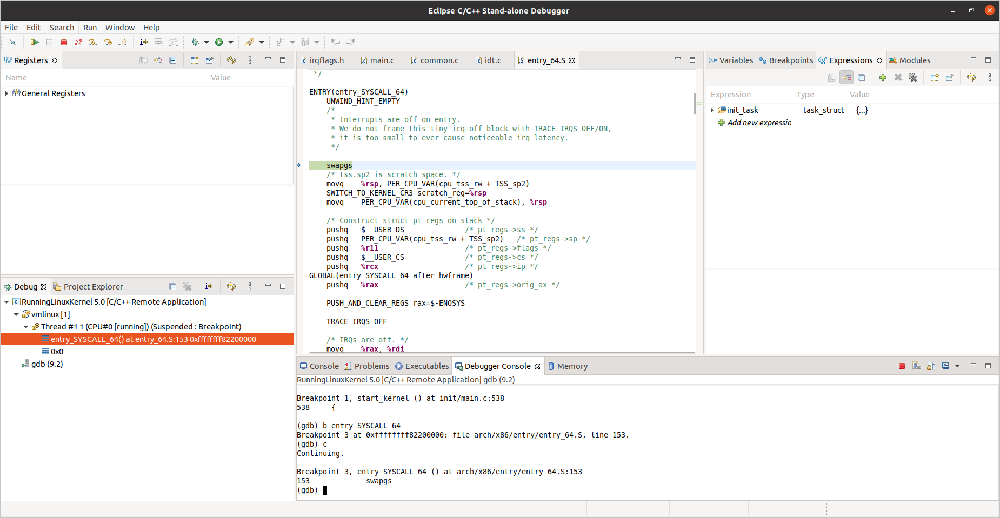 Eclipse C/C++ Stand-alone Debugger
File Edit Search Run Window Help
Registers
Name Value
General Registers
Debug Project Explorer
RunningLinuxKernel 5.0 [C/C++ Remote Application]
vmlinux [1]
Thread #1 1 (CPU#0 [running]) (Suspended : Breakpoint)
entry_SYSCALL_64() at entry_64.S:153 0xffffffff82200000
0x0
gdb (9.2)
irqflags.h main.c common.c idt.c entry_64.S
*/
ENTRY(entry_SYSCALL_64)
UNWIND_HINT_EMPTY
/*
* Interrupts are off on entry.
* We do not frame this tiny irq-off block with TRACE_IRQS_OFF/ON,
* it is too small to ever cause noticeable irq latency.
*/
swapgs
/* tss.sp2 is scratch space. */
movq %rsp, PER_CPU_VAR(cpu_tss_rw + TSS_sp2)
SWITCH_TO_KERNEL_CR3 scratch_reg=%rsp
movq PER_CPU_VAR(cpu_current_top_of_stack), %rsp
/* Construct struct pt_regs on stack */
pushq $__USER_DS /* pt_regs->ss */
pushq PER_CPU_VAR(cpu_tss_rw + TSS_sp2) /* pt_regs->sp */
pushq %r11 /* pt_regs->flags */
pushq $__USER_CS /* pt_regs->cs */
pushq %rcx /* pt_regs->ip */
GLOBAL(entry_SYSCALL_64_after_hwframe)
pushq %rax /* pt_regs->orig_ax */
PUSH_AND_CLEAR_REGS rax=$-ENOSYS
TRACE_IRQS_OFF
/* IRQs are off. */
movq %rax, %rdi
Variables Breakpoints Expressions Modules
Expression Type Value
init_task task_struct {...}
Add new expressio
Console Problems Executables Debugger Console Memory
RunningLinuxKernel 5.0 [C/C++ Remote Application] gdb (9.2)
Breakpoint 1, start_kernel () at init/main.c:538
538 {
(gdb) b entry_SYSCALL_64
Breakpoint 3 at 0xffffffff82200000: file arch/x86/entry/entry_64.S, line 153.
(gdb) c
Continuing.
Breakpoint 3, entry_SYSCALL_64 () at arch/x86/entry/entry_64.S:153
153 swapgs
(gdb)